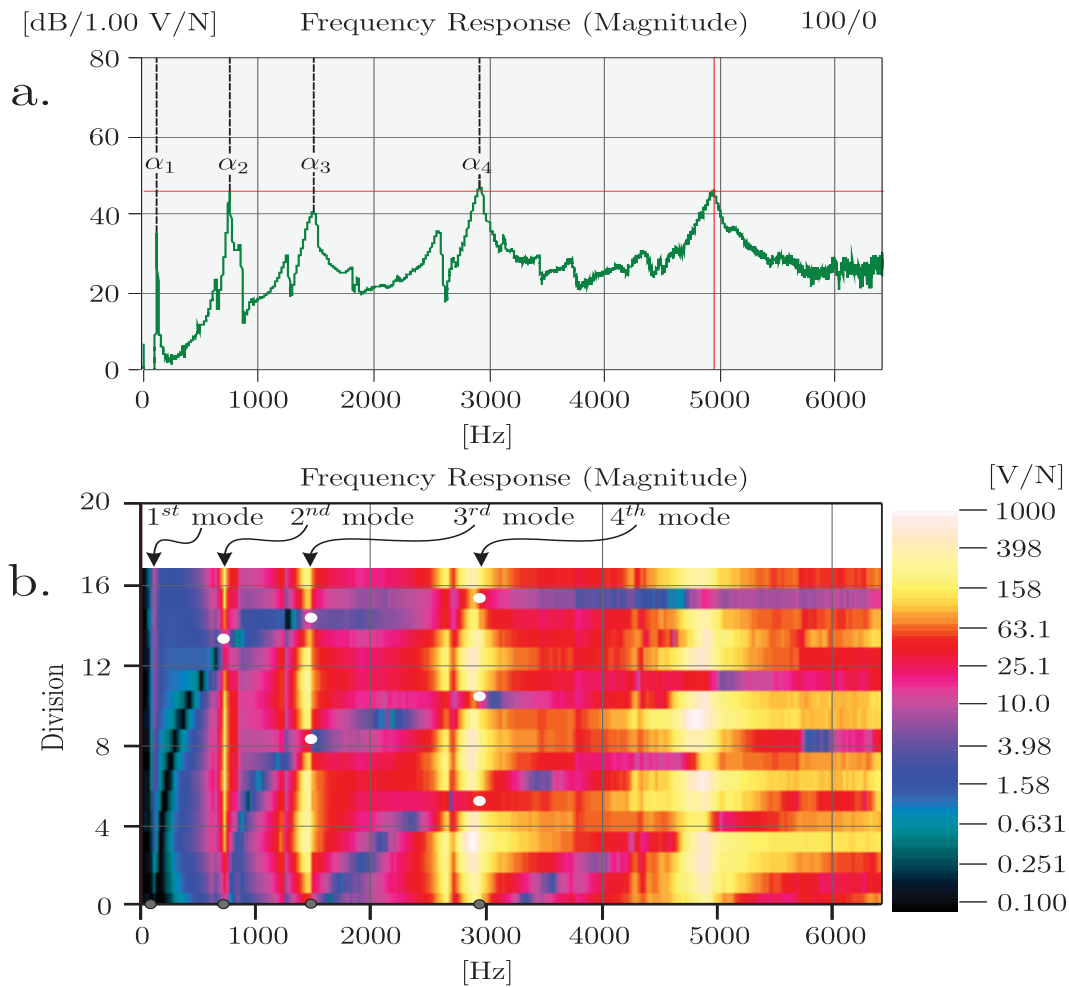 [dB/1.00 V/N] Frequency Response (Magnitude) 100/0
a.
80
60
40
20
0
α1 α2 α3 α4
0 1000 2000 3000 4000 5000 6000
[Hz]
Frequency Response (Magnitude) [V/N]
b.
Division
20
16
12
8
4
0
1st mode 2nd mode 3rd mode 4th mode
0 1000 2000 3000 4000 5000 6000
[Hz]
1000
398
158
63.1
25.1
10.0
3.98
1.58
0.631
0.251
0.100